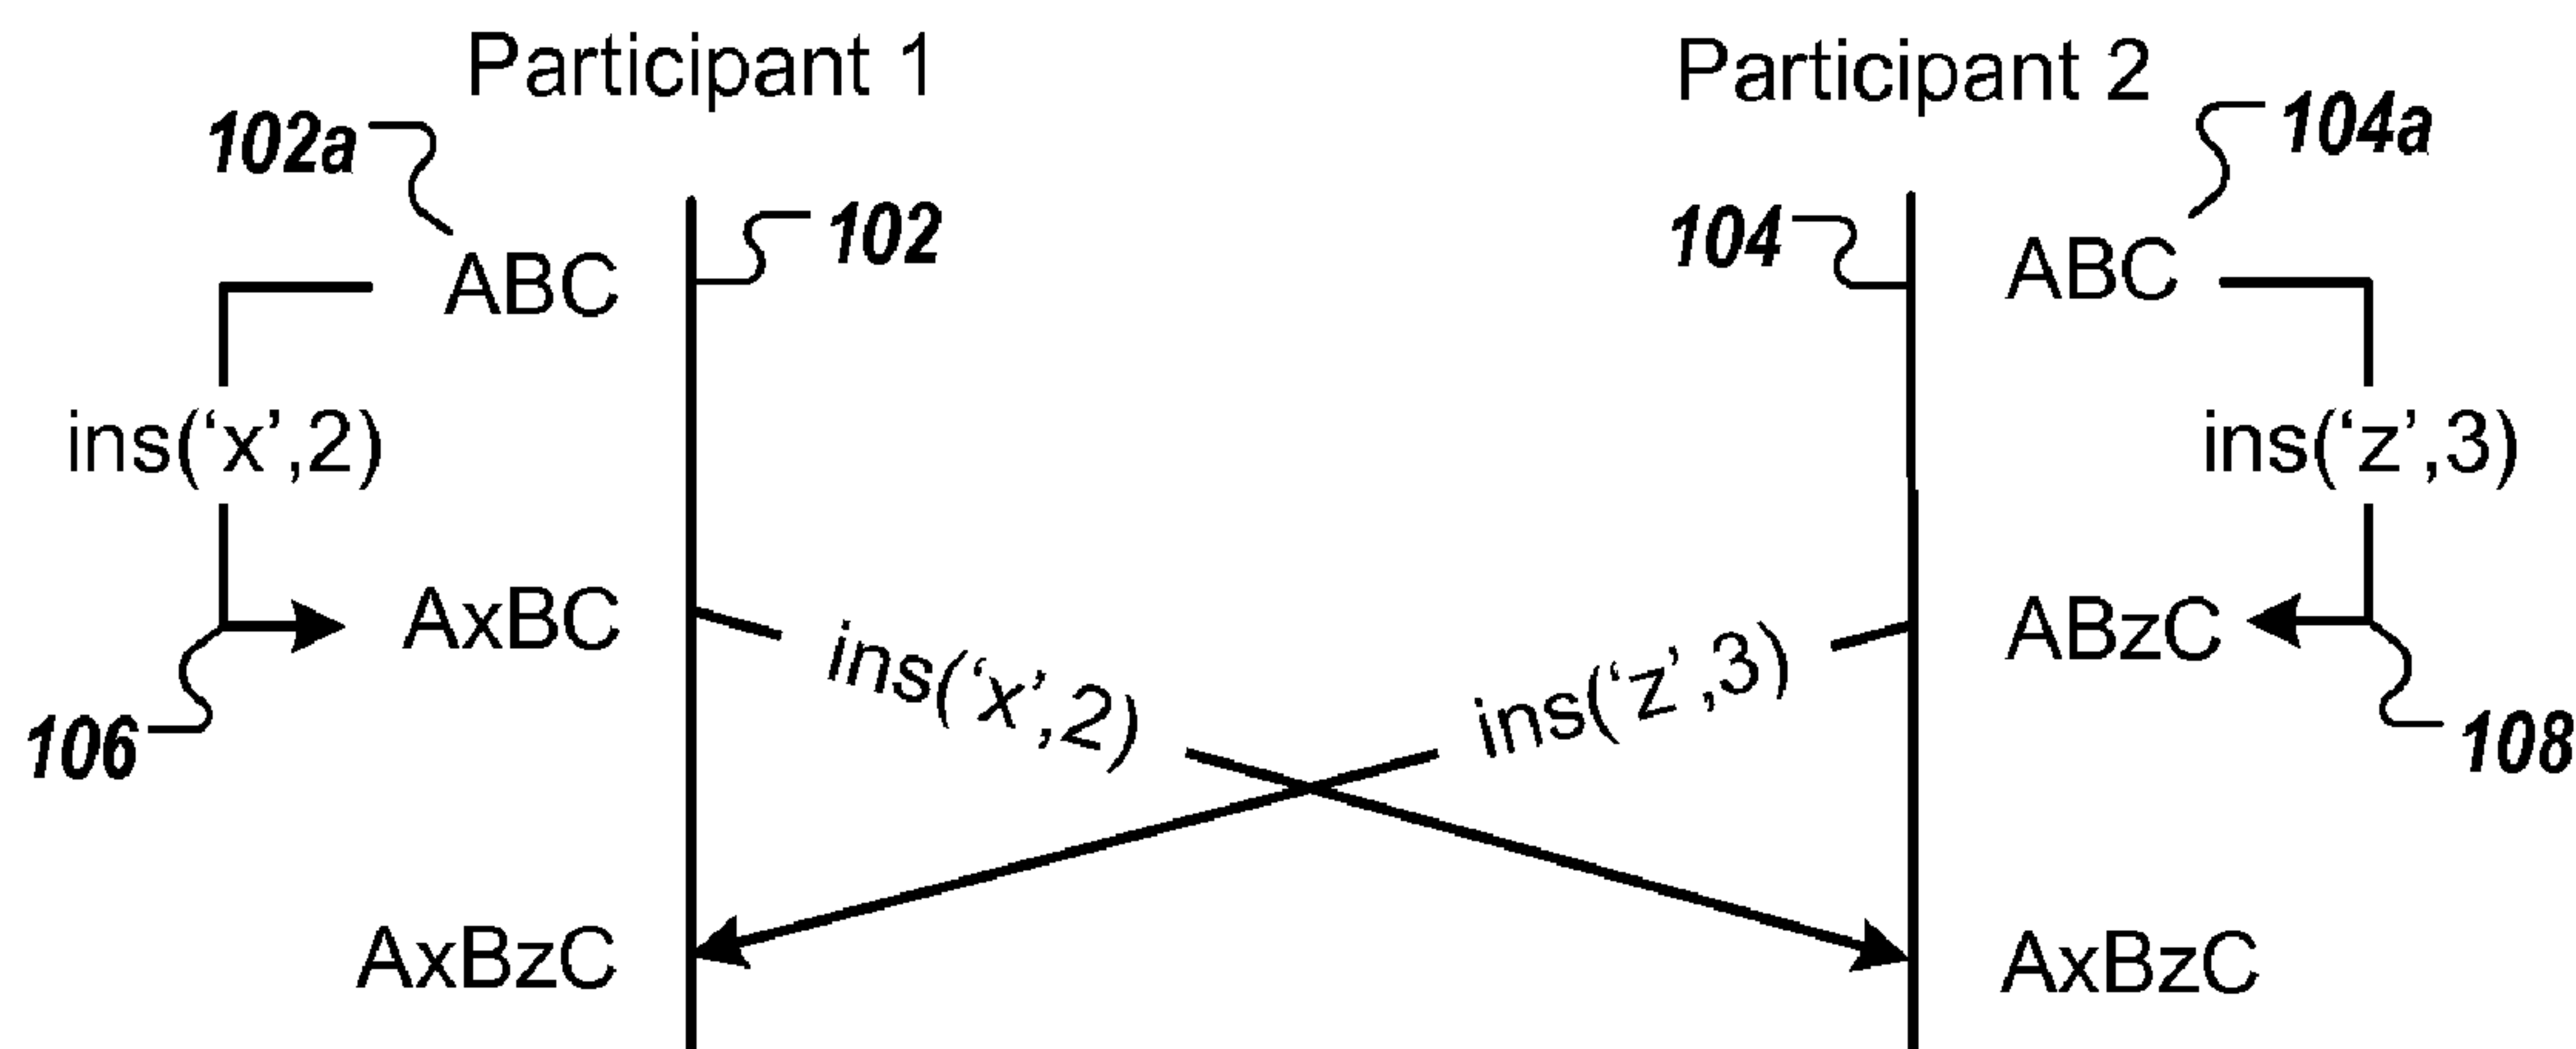 Participant 1
Participant 2
102a
104a
102
104
ABC
ABC
ins(‘x’,2)
ins(‘z’,3)
AxBC
ABzC
ins(‘x’,2)
ins(‘z’,3)
106
108
AxBzC
AxBzC